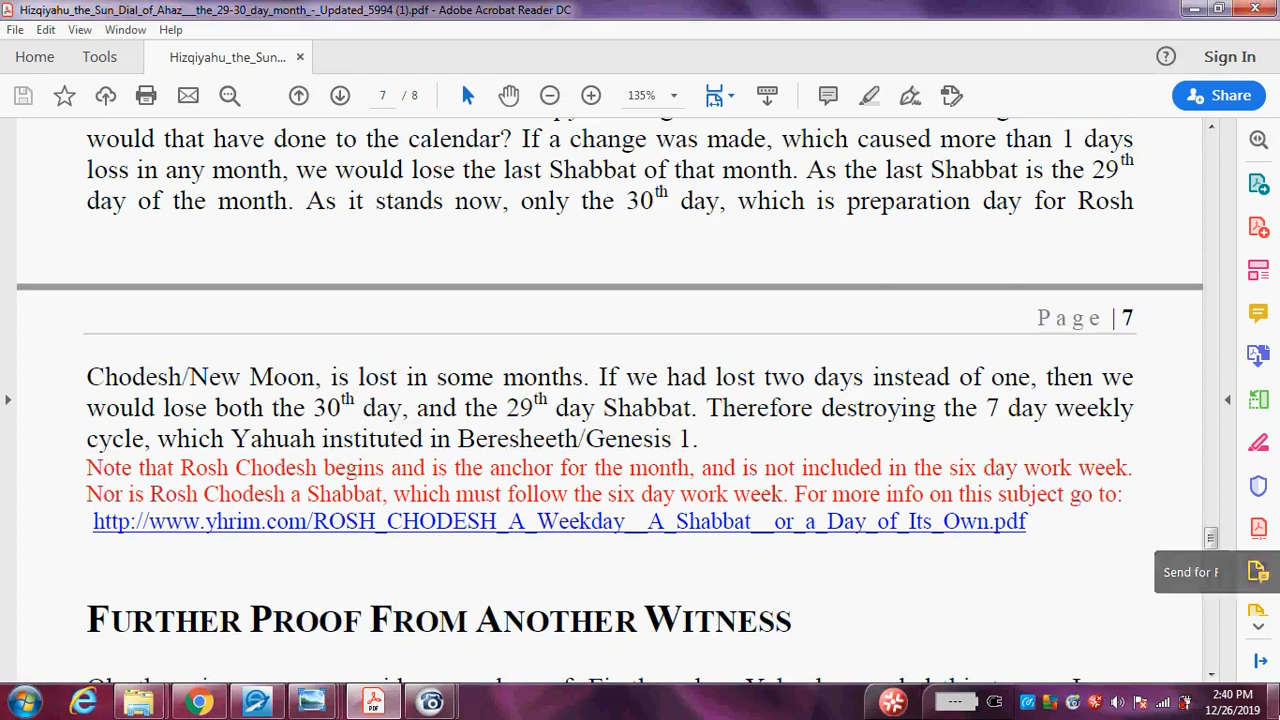 Hizqiyahu_the_Sun_Dial_of_Ahaz___the_29-30_day_month_-_Updated_5994 (1).pdf - Adobe Acrobat Reader DC
File Edit View Window Help
Home Tools Hizqiyahu_the_Sun... × Sign In
7 / 8 135% Share
would that have done to the calendar? If a change was made, which caused more than 1 days
loss in any month, we would lose the last Shabbat of that month. As the last Shabbat is the 29th
day of the month. As it stands now, only the 30th day, which is preparation day for Rosh
Page | 7
Chodesh/New Moon, is lost in some months. If we had lost two days instead of one, then we
would lose both the 30th day, and the 29th day Shabbat. Therefore destroying the 7 day weekly
cycle, which Yahuah instituted in Beresheeth/Genesis 1.
Note that Rosh Chodesh begins and is the anchor for the month, and is not included in the six day work week.
Nor is Rosh Chodesh a Shabbat, which must follow the six day work week. For more info on this subject go to:
http://www.yhrim.com/ROSH_CHODESH_A_Weekday__A_Shabbat__or_a_Day_of_Its_Own.pdf
Send for
FURTHER PROOF FROM ANOTHER WITNESS
2:40 PM
12/26/2019